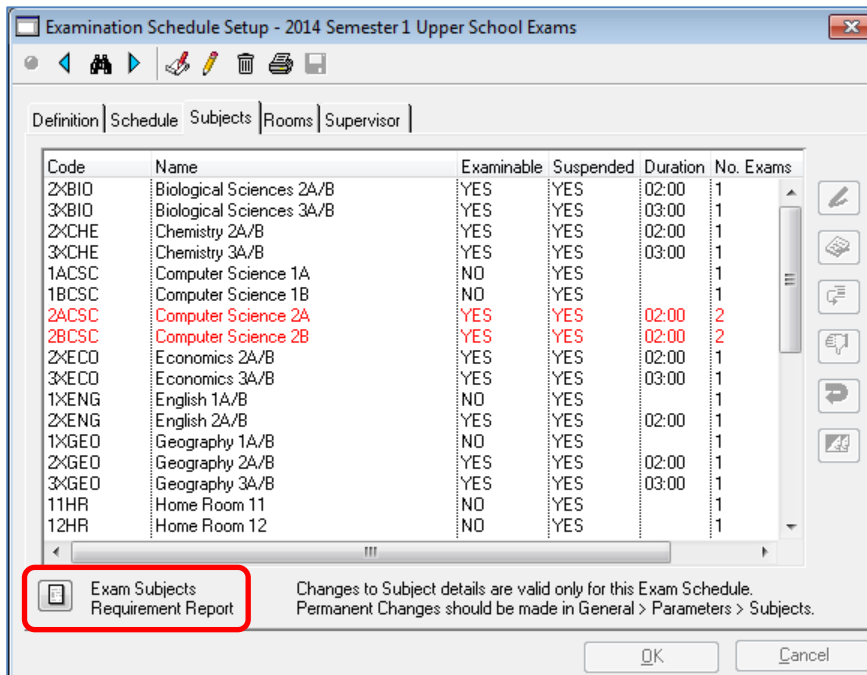 Examination Schedule Setup - 2014 Semester 1 Upper School Exams
Definition Schedule Subjects Rooms Supervisor
Code Name Examinable Suspended Duration No. Exams
2XBIO Biological Sciences 2A/B YES YES 02:00 1
3XBIO Biological Sciences 3A/B YES YES 03:00 1
2XCHE Chemistry 2A/B YES YES 02:00 1
3XCHE Chemistry 3A/B YES YES 03:00 1
1ACSC Computer Science 1A NO YES 1
1BCSC Computer Science 1B NO YES 1
2ACSC Computer Science 2A YES YES 02:00 2
2BCSC Computer Science 2B YES YES 02:00 2
2XECO Economics 2A/B YES YES 02:00 1
3XECO Economics 3A/B YES YES 03:00 1
1XENG English 1A/B NO YES 1
2XENG English 2A/B YES YES 02:00 1
1XGEO Geography 1A/B NO YES 1
2XGEO Geography 2A/B YES YES 02:00 1
3XGEO Geography 3A/B YES YES 03:00 1
11HR Home Room 11 NO YES 1
12HR Home Room 12 NO YES 1
Exam Subjects
Requirement Report
Changes to Subject details are valid only for this Exam Schedule.
Permanent Changes should be made in General > Parameters > Subjects.
OK Cancel